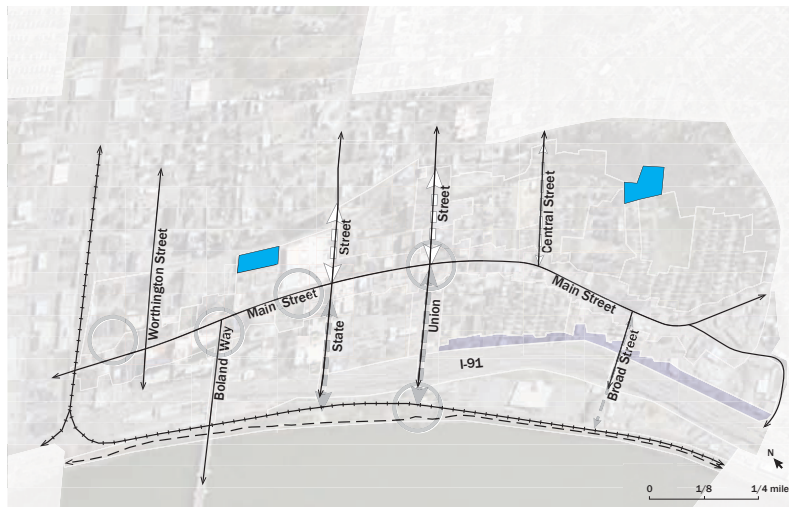 Worthington Street
Boland Way
Main Street
Street
State
Street
Union
Central Street
Main Street
Broad Street
I-91
N
0 1/8 1/4 mile